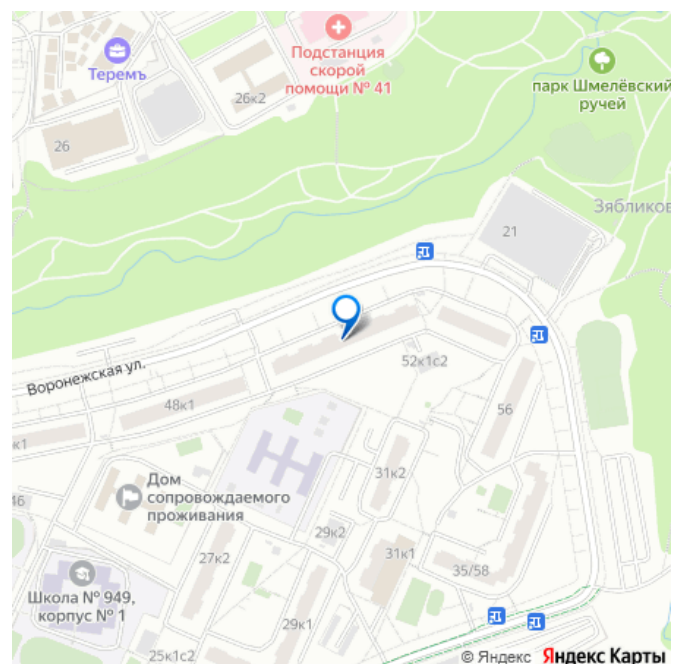 Подстанция
скорой
помощи № 41
Теремъ
26к2
26
парк Шмелёвский
ручей
Зябликов
21
Воронежская ул.
52к1с2
48к1
к1
56
31к2
46
Дом
сопровождаемого
проживания
29к2
27к2
31к1
35/58
Школа № 949,
корпус № 1
29к1
25к1с2
© Яндекс Яндекс Карты